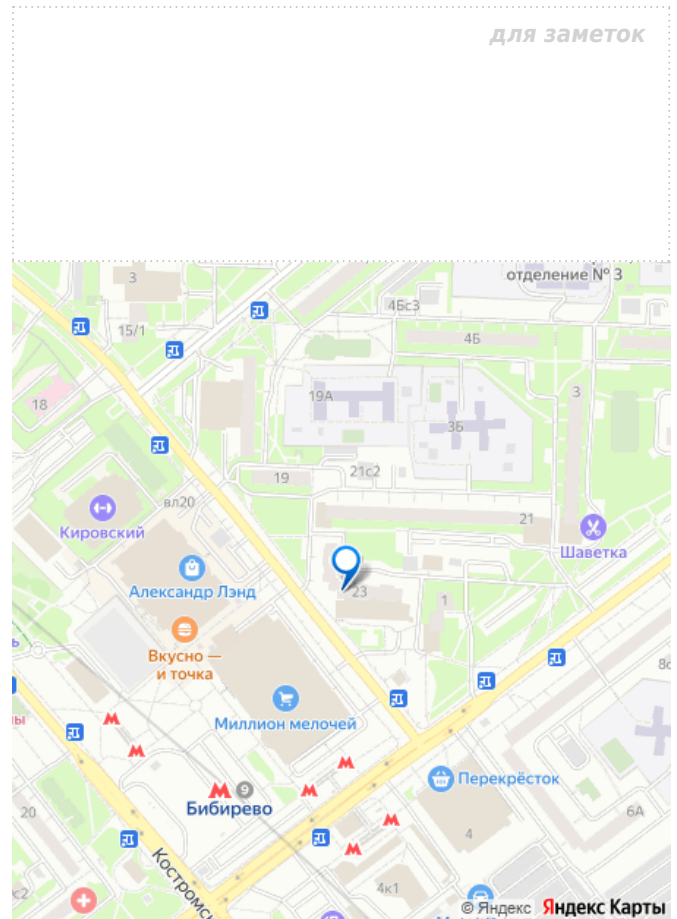 для заметок
отделение № 3
3
4Бс3
15/1
4Б
3
18
19А
3Б
19
21с2
вл20
21
Кировский
Шаветка
Александр Лэнд
23
1
Вкусно —
и точка
8с
Миллион мелочей
Перекрёсток
9
Бибирево
20
4
6А
4к1
© Яндекс Яндекс Карты